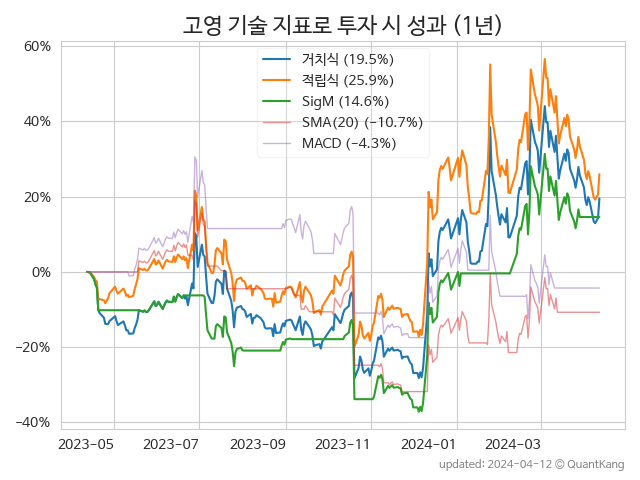 고영 기술 지표로 투자 시 성과 (1년)
60%
40%
20%
0%
−20%
−40%
거치식 (19.5%)
적립식 (25.9%)
SigM (14.6%)
SMA(20) (−10.7%)
MACD (−4.3%)
2023-05 2023-07 2023-09 2023-11 2024-01 2024-03
updated: 2024-04-12 © QuantKang